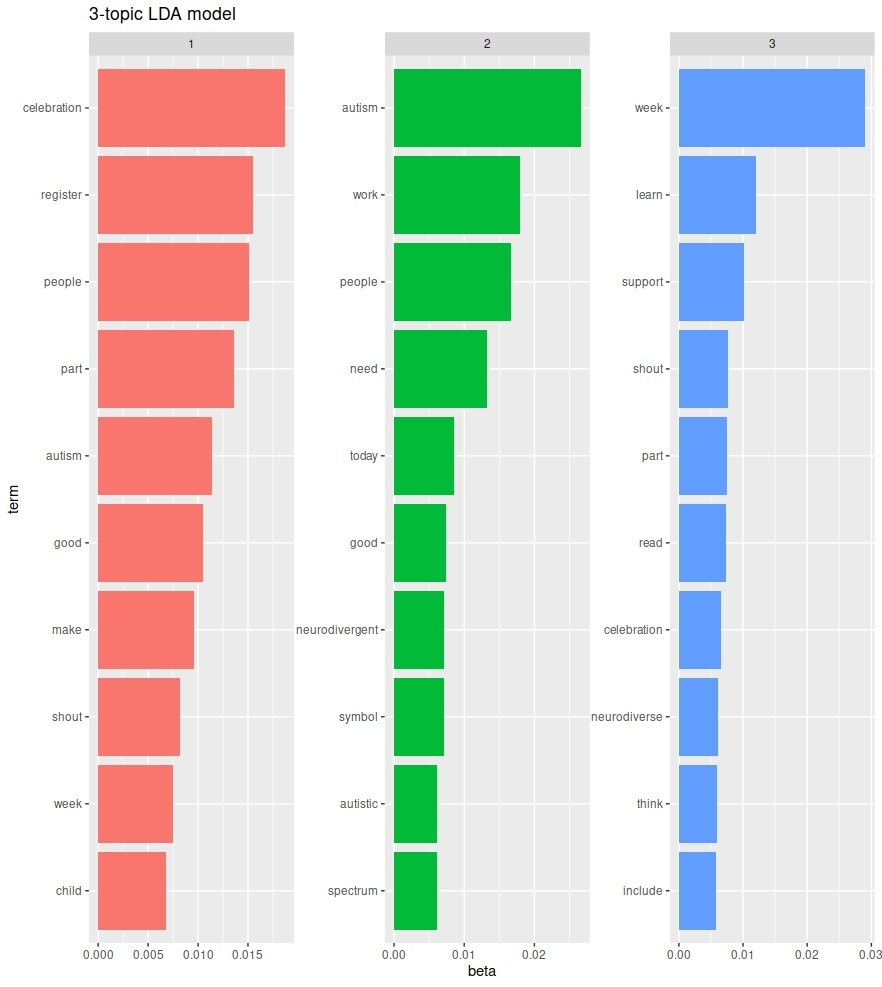 3-topic LDA model
1
2
3
celebration
register
people
part
autism
good
make
shout
week
child
autism
work
people
need
today
good
neurodivergent
symbol
autistic
spectrum
week
learn
support
shout
part
read
celebration
neurodiverse
think
include
term
0.000 0.005 0.010 0.015
0.00 0.01 0.02
0.00 0.01 0.02 0.03
beta